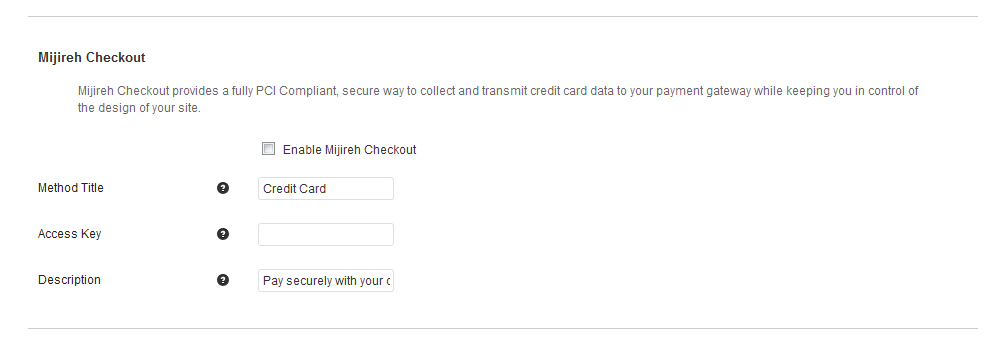 Mijireh Checkout
Mijireh Checkout provides a fully PCI Compliant, secure way to collect and transmit credit card data to your payment gateway while keeping you in control of
the design of your site.
Enable Mijireh Checkout
Method Title ? Credit Card
Access Key ?
Description ? Pay securely with your c